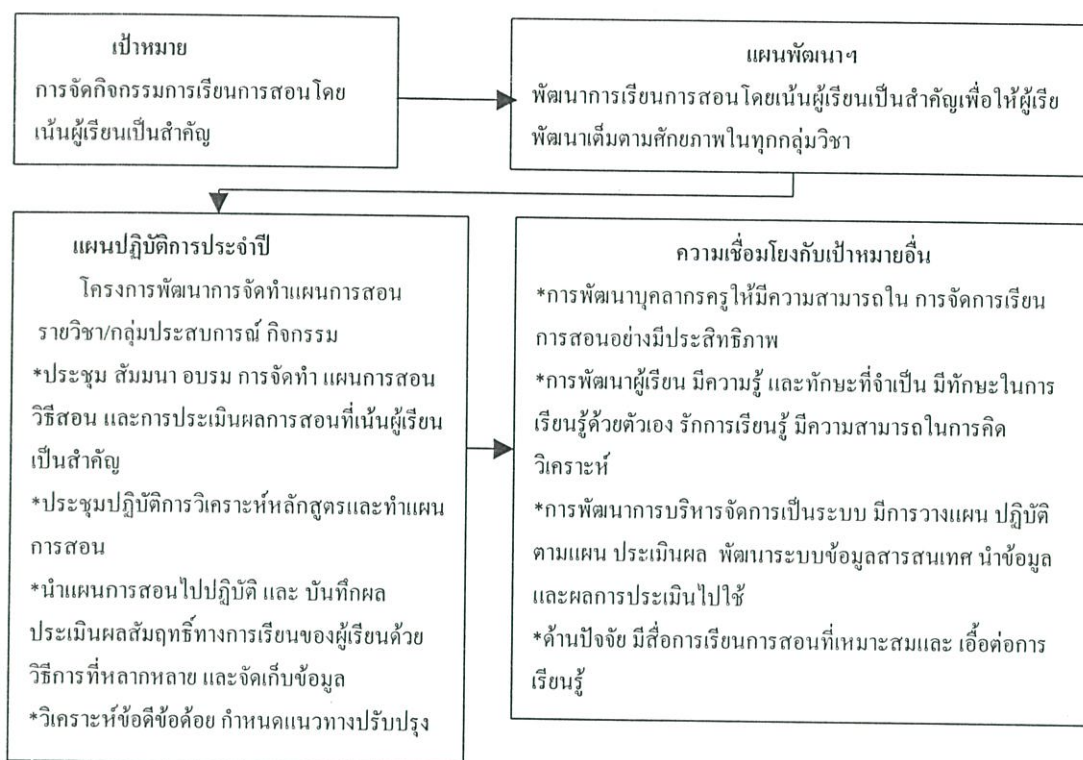 เป้าหมาย
การจัดกิจกรรมการเรียนการสอนโดย
เน้นผู้เรียนเป็นสำคัญ
แผนพัฒนาฯ
พัฒนาการเรียนการสอนโดยเน้นผู้เรียนเป็นสำคัญเพื่อให้ผู้เรีย
พัฒนาเต็มตามศักยภาพในทุกกลุ่มวิชา
แผนปฏิบัติการประจำปี
โครงการพัฒนาการจัดทำแผนการสอน
รายวิชา/กลุ่มประสบการณ์ กิจกรรม
*ประชุม สัมมนา อบรม การจัดทำ แผนการสอน
วิธีสอน และการประเมินผลการสอนที่เน้นผู้เรียน
เป็นสำคัญ
*ประชุมปฏิบัติการวิเคราะห์หลักสูตรและทำแผน
การสอน
*นำแผนการสอนไปปฏิบัติ และ บันทึกผล
ประเมินผลสัมฤทธิ์ทางการเรียนของผู้เรียนด้วย
วิธีการที่หลากหลาย และจัดเก็บข้อมูล
*วิเคราะห์ข้อดีข้อด้อย กำหนดแนวทางปรับปรุง
ความเชื่อมโยงกับเป้าหมายอื่น
*การพัฒนาบุคลากรครูให้มีความสามารถใน การจัดการเรียน
การสอนอย่างมีประสิทธิภาพ
*การพัฒนาผู้เรียน มีความรู้ และทักษะที่จำเป็น มีทักษะในการ
เรียนรู้ด้วยตัวเอง รักการเรียนรู้ มีความสามารถในการคิด
วิเคราะห์
*การพัฒนาการบริหารจัดการเป็นระบบ มีการวางแผน ปฏิบัติ
ตามแผน ประเมินผล พัฒนาระบบข้อมูลสารสนเทศ นำข้อมูล
และผลการประเมินไปใช้
*ด้านปัจจัย มีสื่อการเรียนการสอนที่เหมาะสมและ เอื้อต่อการ
เรียนรู้